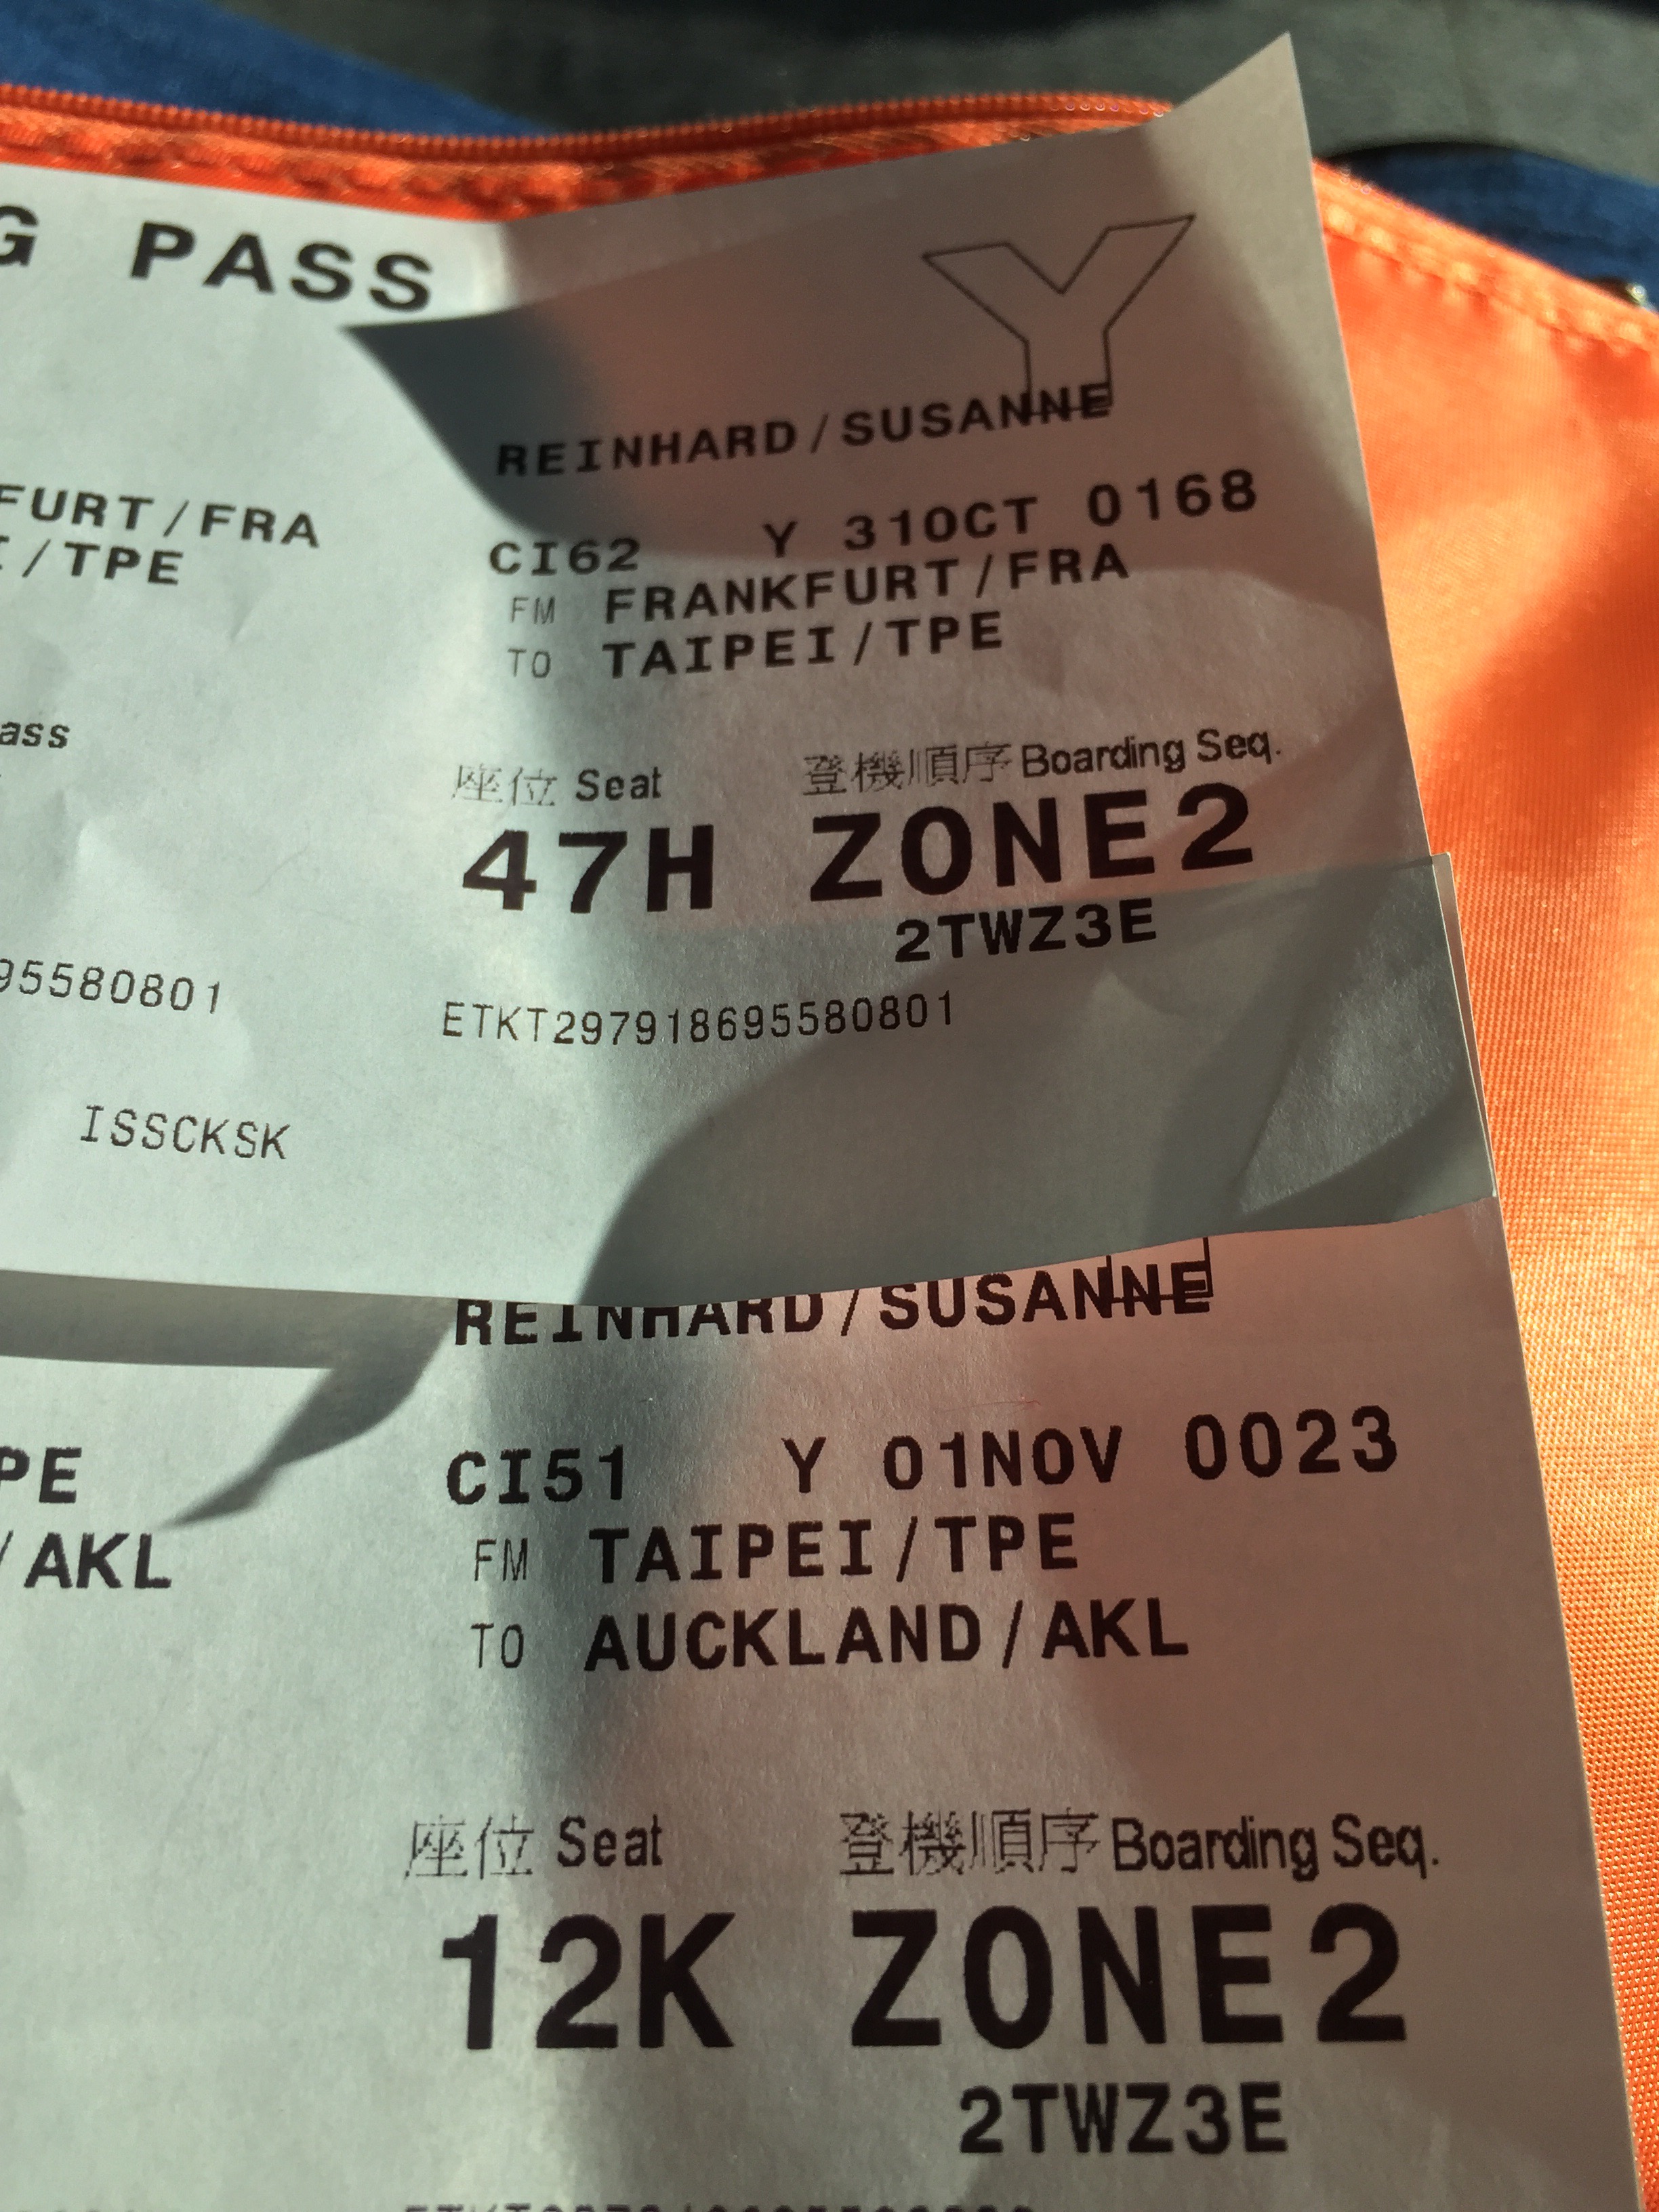 G PASS
Y
REINHARD/SUSANNE
FURT/FRA
CI62 Y 31OCT 0168
/TPE
FM FRANKFURT/FRA
TO TAIPEI/TPE
ass
座位 Seat 登機順序 Boarding Seq.
47H ZONE2
2TWZ3E
95580801
ETKT297918695580801
ISSCKSK
REINHARD/SUSANNE
PE
CI51 Y 01NOV 0023
/AKL
FM TAIPEI/TPE
TO AUCKLAND/AKL
座位 Seat 登機順序 Boarding Seq.
12K ZONE2
2TWZ3E